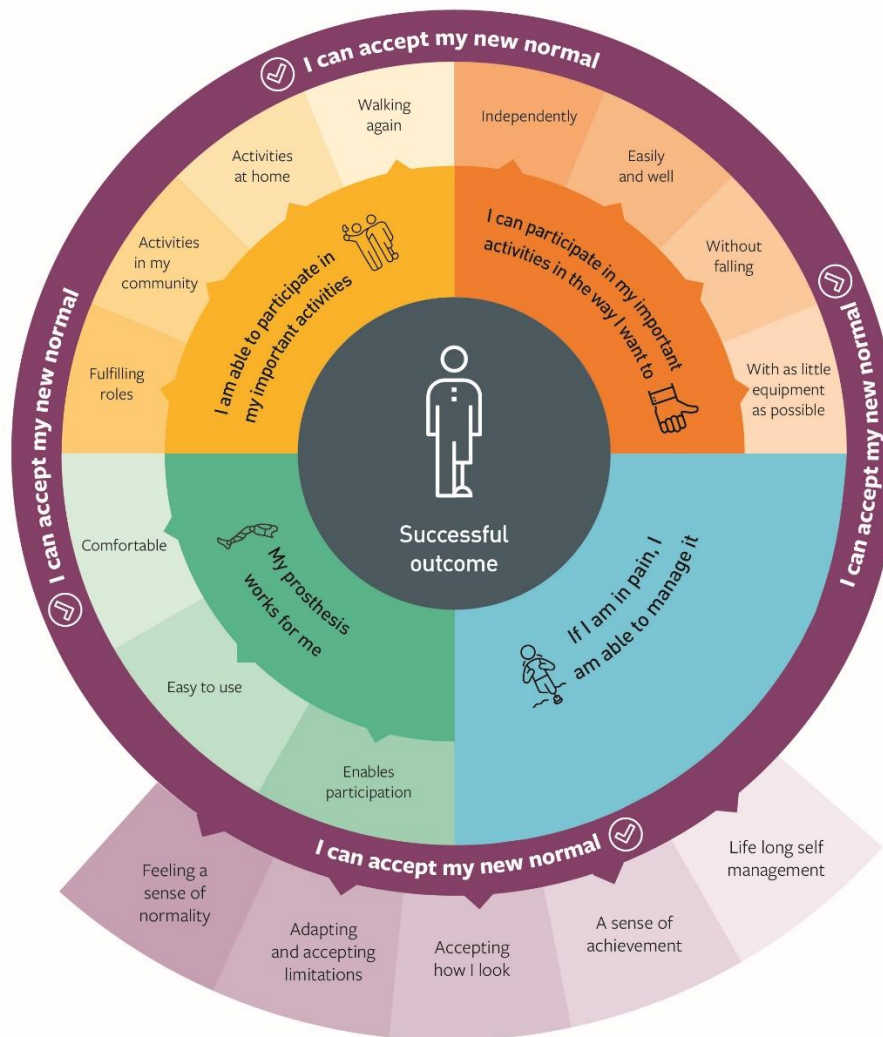 I can accept my new normal
Walking
again
Independently
Activities
at home
Easily
and well
Activities
in my
community
Without
falling
Fulfilling
roles
With as little
equipment
as possible
I am able to participate in
my important activities
I can participate in my important
activities in the way I want to
I can accept my new normal
I can accept my new normal
Successful
outcome
Comfortable
My prosthesis
works for me
If I am in pain, I
am able to manage it
Easy to use
Enables
participation
I can accept my new normal
Feeling a
sense of
normality
Adapting
and accepting
limitations
Accepting
how I look
A sense of
achievement
Life long self
management